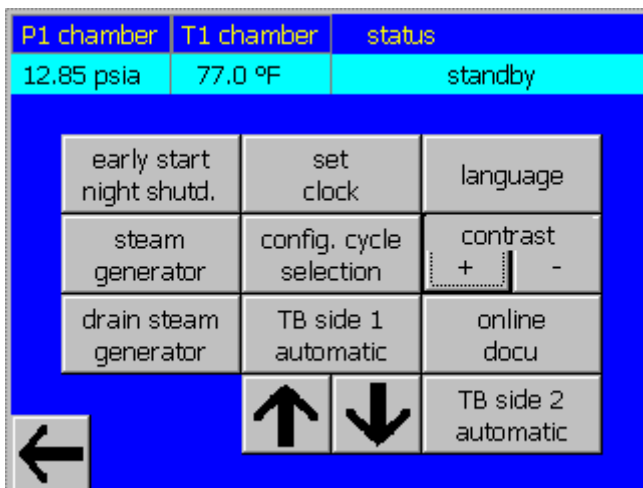 P1 chamber T1 chamber status
12.85 psia 77.0 ºF standby
early start
night shutd.
set
clock
language
steam
generator
config. cycle
selection
contrast
+ -
drain steam
generator
TB side 1
automatic
online
docu
TB side 2
automatic